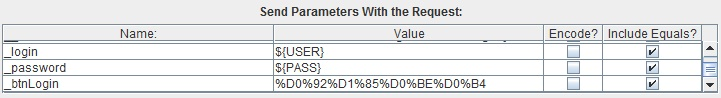 Send Parameters With the Request:
Name: Value Encode? Include Equals?
_login ${USER}
_password ${PASS}
_btnLogin %D0%92%D1%85%D0%BE%D0%B4